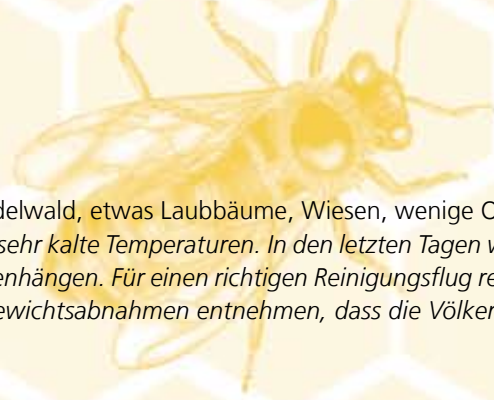 delwald, etwas Laubbäume, Wiesen, wenige
sehr kalte Temperaturen. In den letzten Tagen
enhängen. Für einen richtigen Reinigungsflug
ewichtsabnahmen entnehmen, dass die Völker